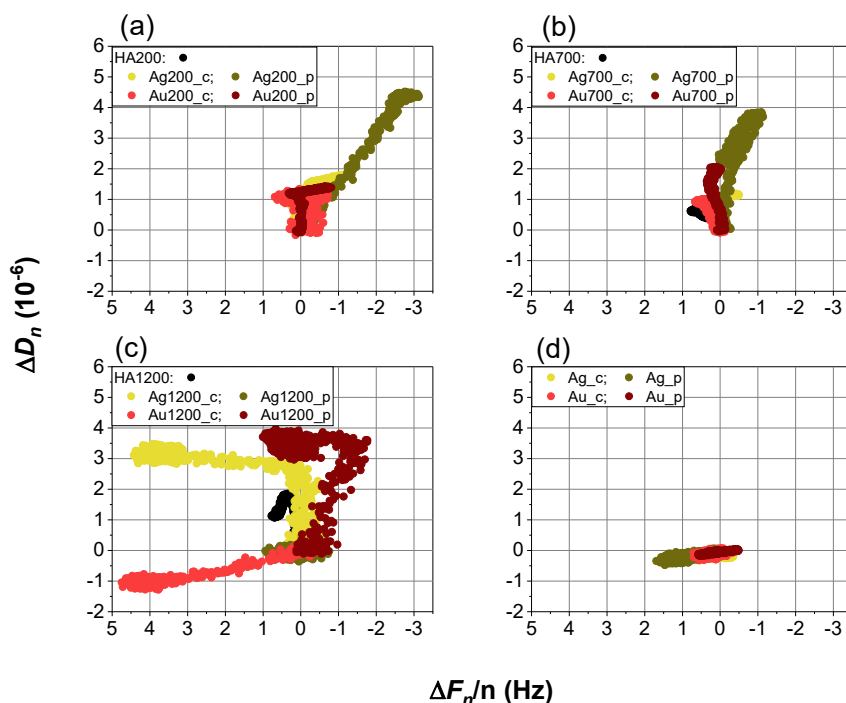 (a)
(b)
6
5
4
3
2
1
0
-1
-2
HA200:
Ag200_c; Ag200_p
Au200_c; Au200_p
5 4 3 2 1 0 -1 -2 -3
6
5
4
3
2
1
0
-1
-2
HA700:
Ag700_c; Ag700_p
Au700_c; Au700_p
5 4 3 2 1 0 -1 -2 -3
ΔDn (10-6)
(c)
(d)
6
5
4
3
2
1
0
-1
-2
HA1200:
Ag1200_c; Ag1200_p
Au1200_c; Au1200_p
5 4 3 2 1 0 -1 -2 -3
6
5
4
3
2
1
0
-1
-2
Ag_c; Ag_p
Au_c; Au_p
5 4 3 2 1 0 -1 -2 -3
ΔFn/n (Hz)